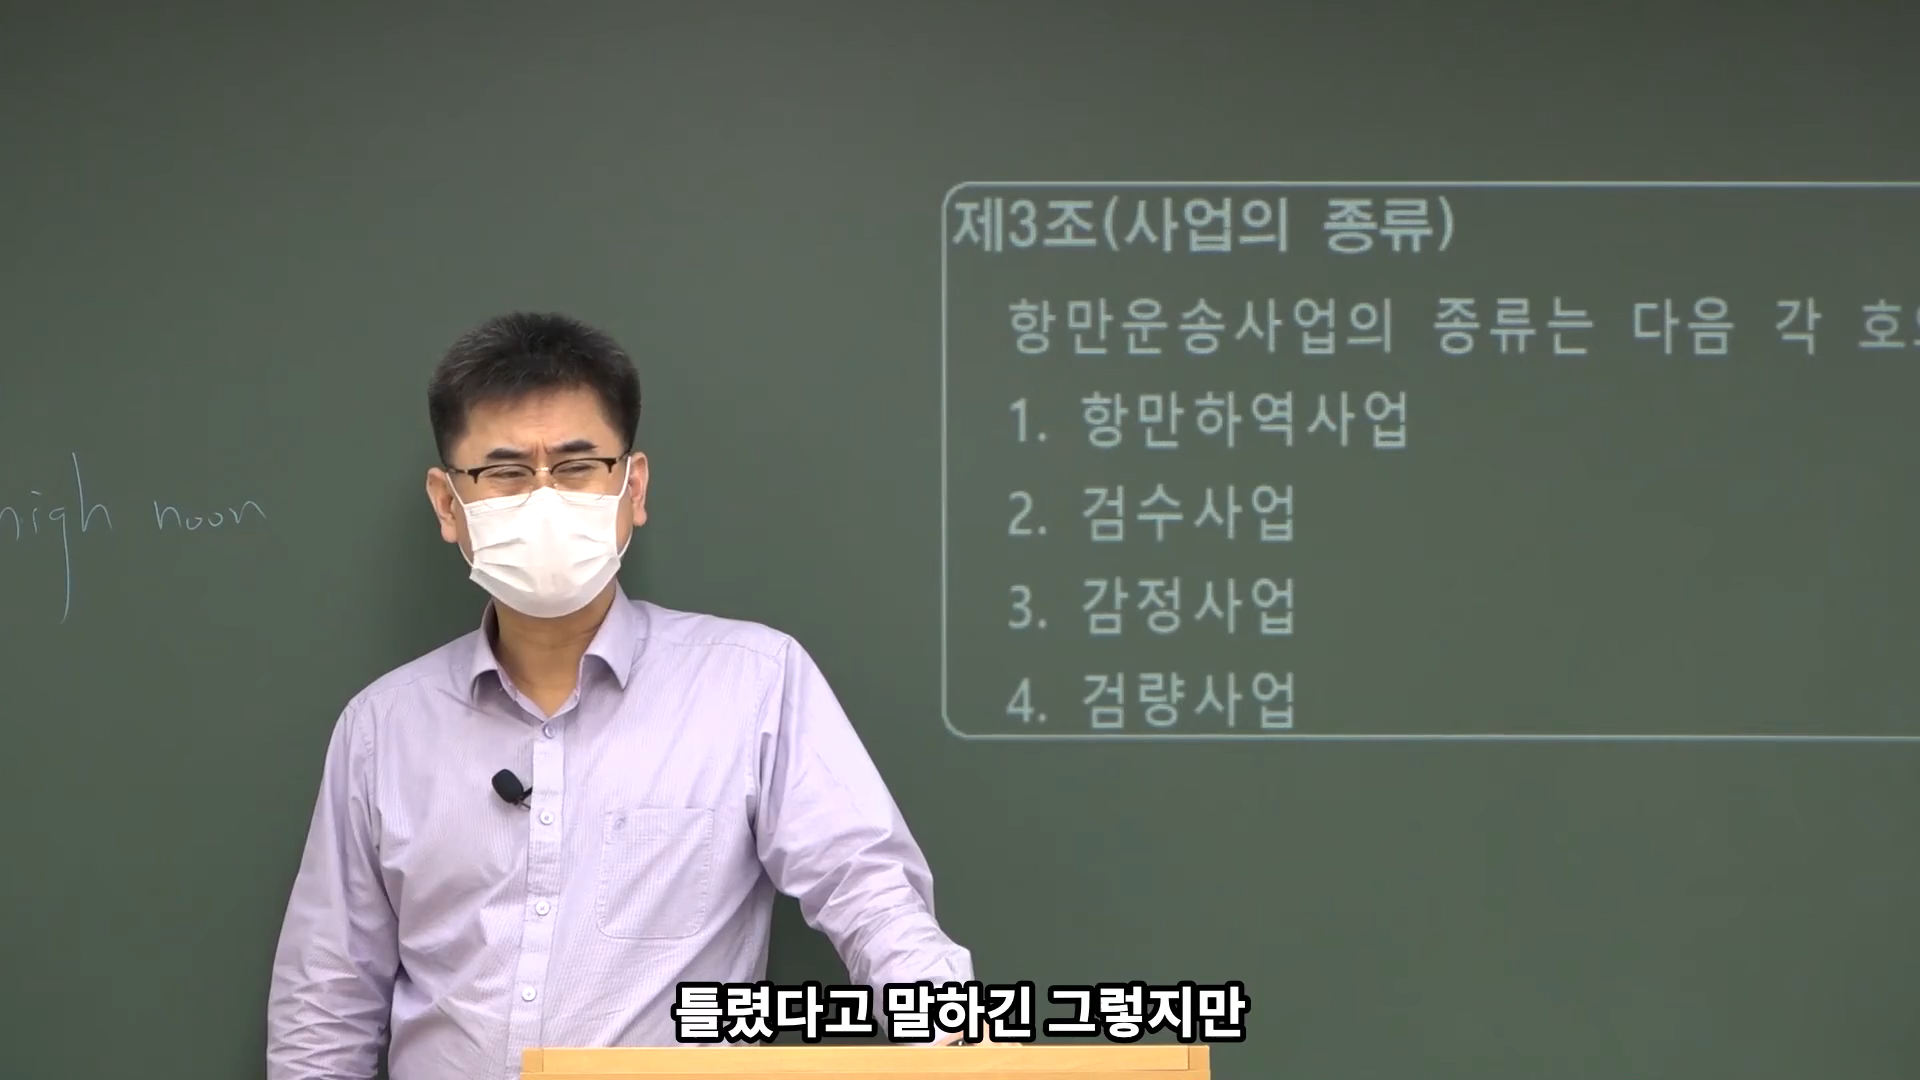 high noon
제3조(사업의 종류)
항만운송사업의 종류는 다음 각 호
1. 항만하역사업
2. 검수사업
3. 감정사업
4. 검량사업
틀렸다고 말하긴 그렇지만